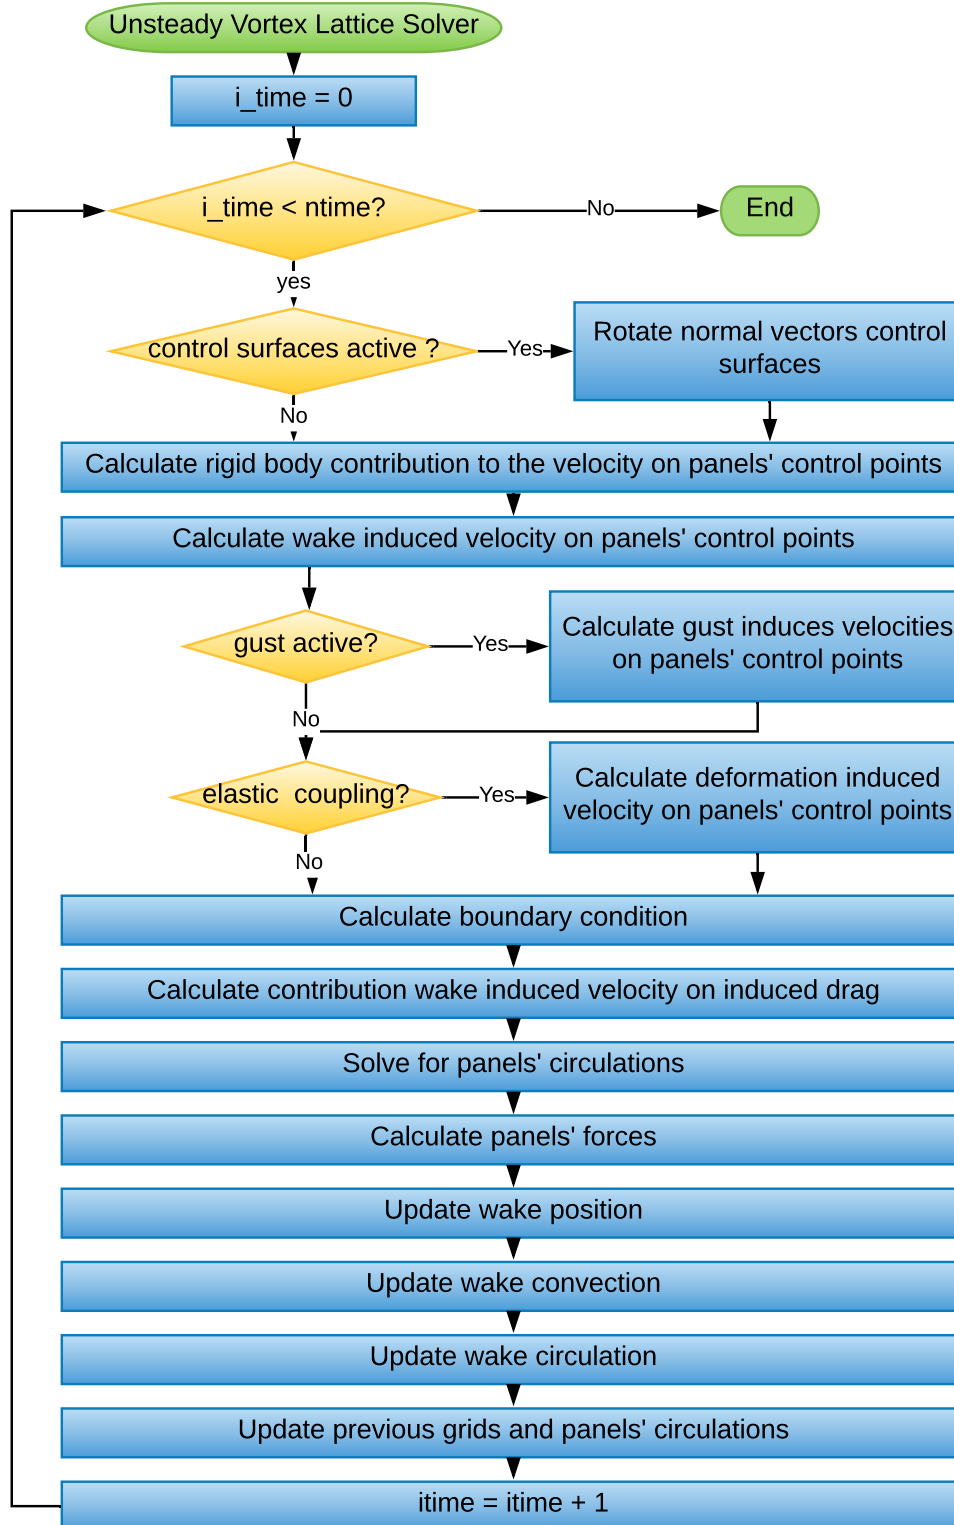 Unsteady Vortex Lattice Solver
i_time = 0
i_time < ntime?
No
End
yes
control surfaces active ?
Yes
Rotate normal vectors control
surfaces
No
Calculate rigid body contribution to the velocity on panels' control points
Calculate wake induced velocity on panels' control points
gust active?
Yes
Calculate gust induces velocities
on panels' control points
No
elastic  coupling?
Yes
Calculate deformation induced
velocity on panels' control points
No
Calculate boundary condition
Calculate contribution wake induced velocity on induced drag
Solve for panels' circulations
Calculate panels' forces
Update wake position
Update wake convection
Update wake circulation
Update previous grids and panels' circulations
itime = itime + 1